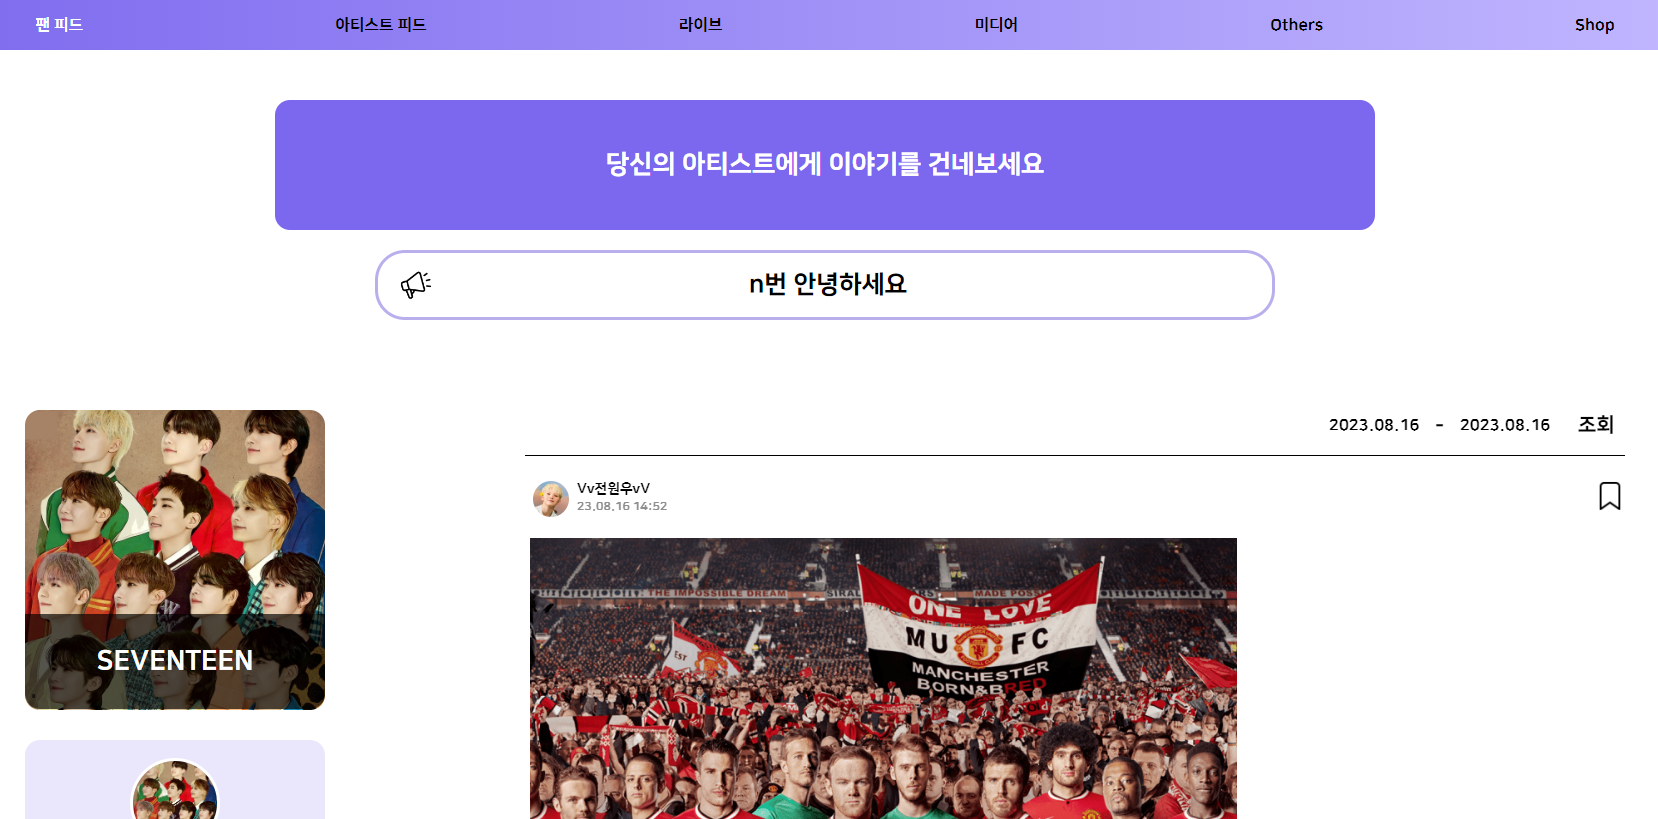 팬 피드 아티스트 피드 라이브 미디어 Others Shop
당신의 아티스트에게 이야기를 건네보세요
n번 안녕하세요
2023.08.16 - 2023.08.16 조회
Vv전원우vV
23.08.16 14:52
SEVENTEEN
THE IMPOSSIBLE DREAM
MADE POSS
ONE LOVE
MU FC
EST
MANCHESTER
BORN&BRED